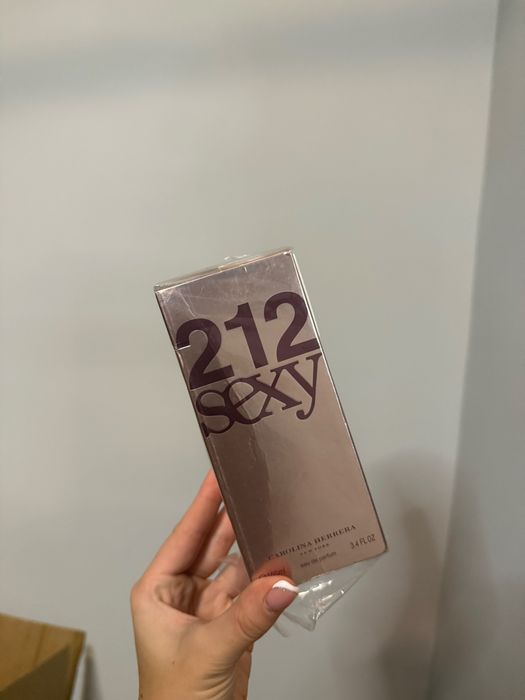 212
sexy
CAROLINA HERRERA
NEW YORK
eau de parfum
3.4 FL OZ